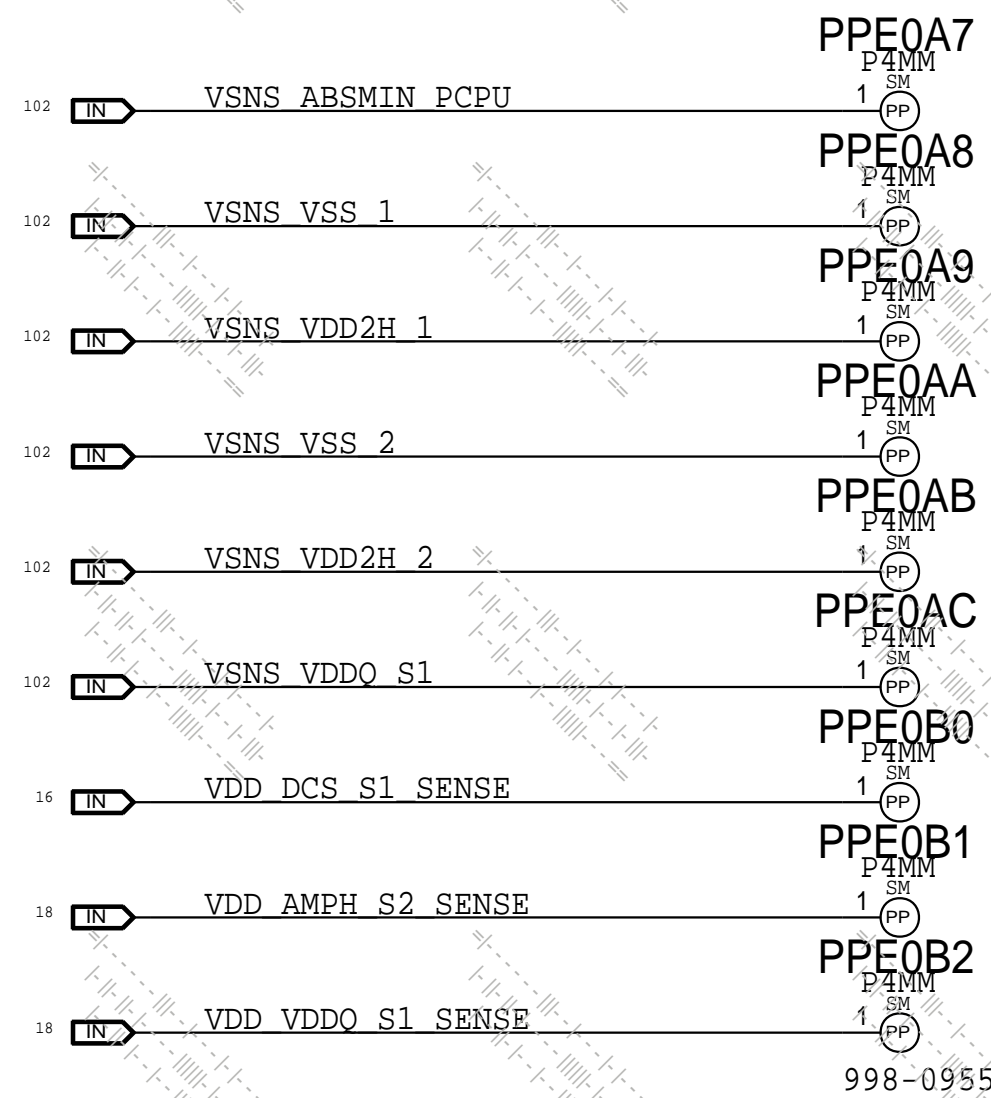 PPE0A7
P4MM
SM
102 IN VSNS_ABSMIN_PCPU 1 PP
PPE0A8
P4MM
SM
102 IN VSNS_VSS_1 1 PP
PPE0A9
P4MM
SM
102 IN VSNS_VDD2H_1 1 PP
PPE0AA
P4MM
SM
102 IN VSNS_VSS_2 1 PP
PPE0AB
P4MM
SM
102 IN VSNS_VDD2H_2 1 PP
PPE0AC
P4MM
SM
102 IN VSNS_VDDQ_S1 1 PP
PPE0B0
P4MM
SM
16 IN VDD_DCS_S1_SENSE 1 PP
PPE0B1
P4MM
SM
18 IN VDD_AMPH_S2_SENSE 1 PP
PPE0B2
P4MM
SM
18 IN VDD_VDDQ_S1_SENSE 1 PP
998-0955